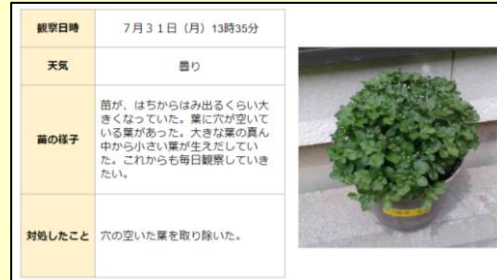 観察日時 7月31日(月)13時35分
天気 曇り
苗の様子
苗が、はちからはみ出るくらい大
きくなっていた。葉に穴が空いて
いる葉があった。大きな葉の真ん
中から小さい葉が生えだしてい
た。これからも毎日観察していき
たい。
対処したこと 穴の空いた葉を取り除いた。